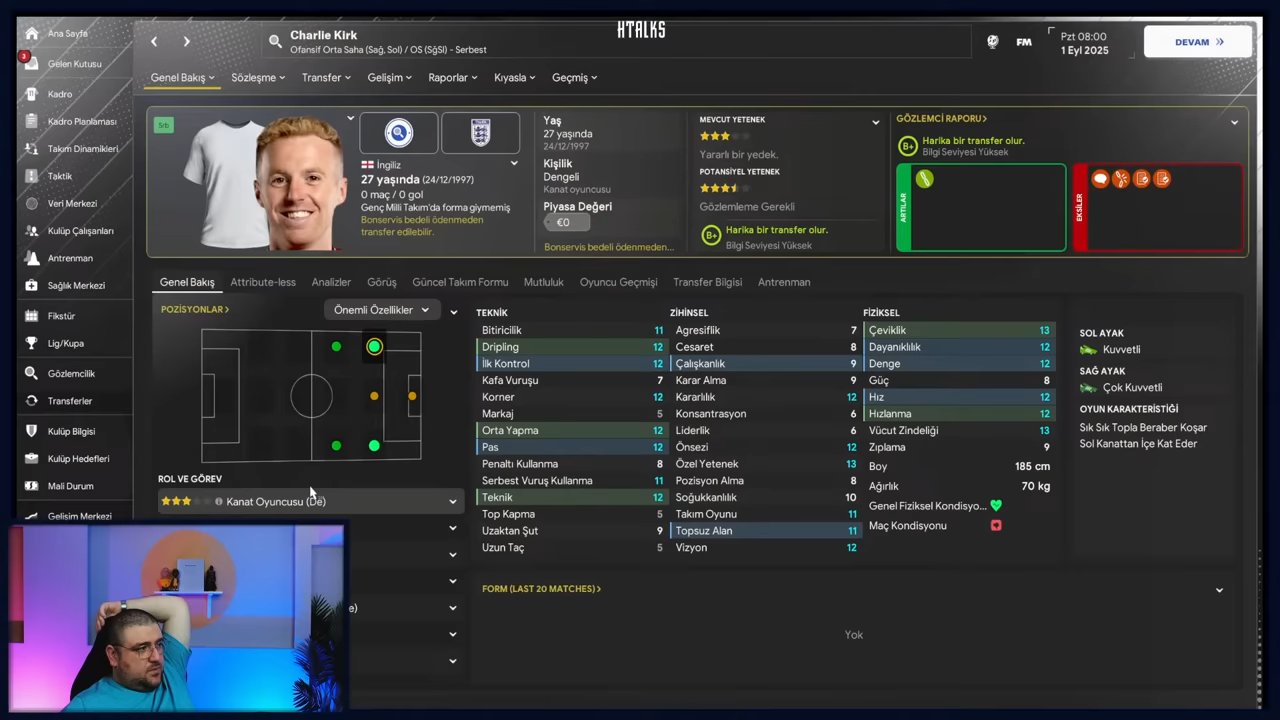 HTALKS
Ana Sayfa
3
Gelen Kutusu
Kadro
Kadro Planlaması
Takım Dinamikleri
Taktik
Veri Merkezi
Kulüp Çalışanları
Antrenman
Sağlık Merkezi
Fikstür
Lig/Kupa
Gözlemcilik
Transferler
Kulüp Bilgisi
Kulüp Hedefleri
Mali Durum
Gelişim Merkezi
Charlie Kirk
Ofansif Orta Saha (Sağ, Sol) / OS (SğSl) - Serbest
FM
Pzt 08:00
1 Eyl 2025
DEVAM
Genel Bakış
Sözleşme
Transfer
Gelişim
Raporlar
Kıyasla
Geçmiş
Srb
İngiliz
27 yaşında (24/12/1997)
0 maç / 0 gol
Genç Milli Takım'da forma giymemiş
Bonservis bedeli ödenmeden
transfer edilebilir.
Yaş
27 yaşında
24/12/1997
Kişilik
Dengeli
Kanat oyuncusu
Piyasa Değeri
€0
Bonservis bedeli ödenmeden...
MEVCUT YETENEK
Yararlı bir yedek.
POTANSİYEL YETENEK
Gözlemleme Gerekli
B+ Harika bir transfer olur.
Bilgi Seviyesi Yüksek
GÖZLEMCİ RAPORU
B+ Harika bir transfer olur.
Bilgi Seviyesi Yüksek
ARTILAR
EKSİLER
Genel Bakış
Attribute-less
Analizler
Görüş
Güncel Takım Formu
Mutluluk
Oyuncu Geçmişi
Transfer Bilgisi
Antrenman
POZİSYONLAR
Önemli Özellikler
ROL VE GÖREV
Kanat Oyuncusu (De)
e)
TEKNİK
Bitiricilik 11
Dripling 12
İlk Kontrol 12
Kafa Vuruşu 7
Korner 12
Markaj 5
Orta Yapma 12
Pas 12
Penaltı Kullanma 8
Serbest Vuruş Kullanma 11
Teknik 12
Top Kapma 5
Uzaktan Şut 9
Uzun Taç 5
ZİHİNSEL
Agresiflik 7
Cesaret 8
Çalışkanlık 9
Karar Alma 9
Kararlılık 12
Konsantrasyon 6
Liderlik 6
Önsezi 12
Özel Yetenek 13
Pozisyon Alma 8
Soğukkanlılık 10
Takım Oyunu 11
Topsuz Alan 11
Vizyon 12
FİZİKSEL
Çeviklik 13
Dayanıklılık 12
Denge 12
Güç 8
Hız 12
Hızlanma 12
Vücut Zindeliği 13
Zıplama 9
Boy 185 cm
Ağırlık 70 kg
Genel Fiziksel Kondisyo...
Maç Kondisyonu
SOL AYAK
Kuvvetli
SAĞ AYAK
Çok Kuvvetli
OYUN KARAKTERİSTİĞİ
Sık Sık Topla Beraber Koşar
Sol Kanattan İçe Kat Eder
FORM (LAST 20 MATCHES)
Yok